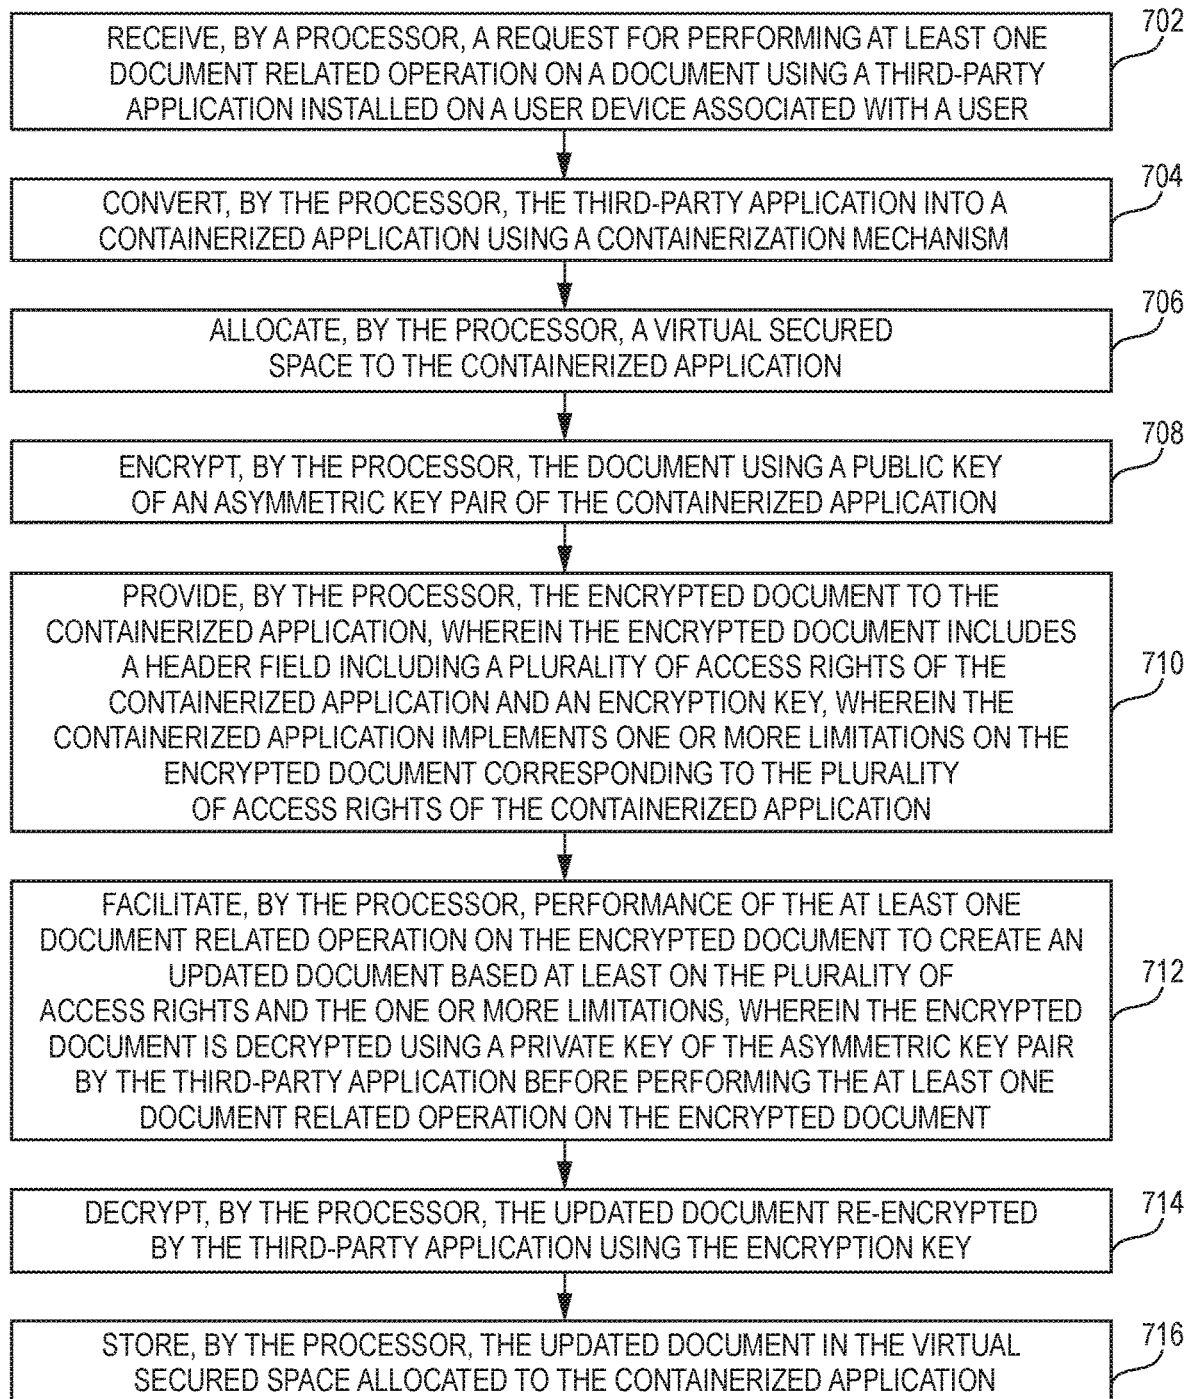 702
RECEIVE, BY A PROCESSOR, A REQUEST FOR PERFORMING AT LEAST ONE
DOCUMENT RELATED OPERATION ON A DOCUMENT USING A THIRD-PARTY
APPLICATION INSTALLED ON A USER DEVICE ASSOCIATED WITH A USER
704
CONVERT, BY THE PROCESSOR, THE THIRD-PARTY APPLICATION INTO A
CONTAINERIZED APPLICATION USING A CONTAINERIZATION MECHANISM
706
ALLOCATE, BY THE PROCESSOR, A VIRTUAL SECURED
SPACE TO THE CONTAINERIZED APPLICATION
708
ENCRYPT, BY THE PROCESSOR, THE DOCUMENT USING A PUBLIC KEY
OF AN ASYMMETRIC KEY PAIR OF THE CONTAINERIZED APPLICATION
710
PROVIDE, BY THE PROCESSOR, THE ENCRYPTED DOCUMENT TO THE
CONTAINERIZED APPLICATION, WHEREIN THE ENCRYPTED DOCUMENT INCLUDES
A HEADER FIELD INCLUDING A PLURALITY OF ACCESS RIGHTS OF THE
CONTAINERIZED APPLICATION AND AN ENCRYPTION KEY, WHEREIN THE
CONTAINERIZED APPLICATION IMPLEMENTS ONE OR MORE LIMITATIONS ON THE
ENCRYPTED DOCUMENT CORRESPONDING TO THE PLURALITY
OF ACCESS RIGHTS OF THE CONTAINERIZED APPLICATION
712
FACILITATE, BY THE PROCESSOR, PERFORMANCE OF THE AT LEAST ONE
DOCUMENT RELATED OPERATION ON THE ENCRYPTED DOCUMENT TO CREATE AN
UPDATED DOCUMENT BASED AT LEAST ON THE PLURALITY OF
ACCESS RIGHTS AND THE ONE OR MORE LIMITATIONS, WHEREIN THE ENCRYPTED
DOCUMENT IS DECRYPTED USING A PRIVATE KEY OF THE ASYMMETRIC KEY PAIR
BY THE THIRD-PARTY APPLICATION BEFORE PERFORMING THE AT LEAST ONE
DOCUMENT RELATED OPERATION ON THE ENCRYPTED DOCUMENT
714
DECRYPT, BY THE PROCESSOR, THE UPDATED DOCUMENT RE-ENCRYPTED
BY THE THIRD-PARTY APPLICATION USING THE ENCRYPTION KEY
716
STORE, BY THE PROCESSOR, THE UPDATED DOCUMENT IN THE VIRTUAL
SECURED SPACE ALLOCATED TO THE CONTAINERIZED APPLICATION